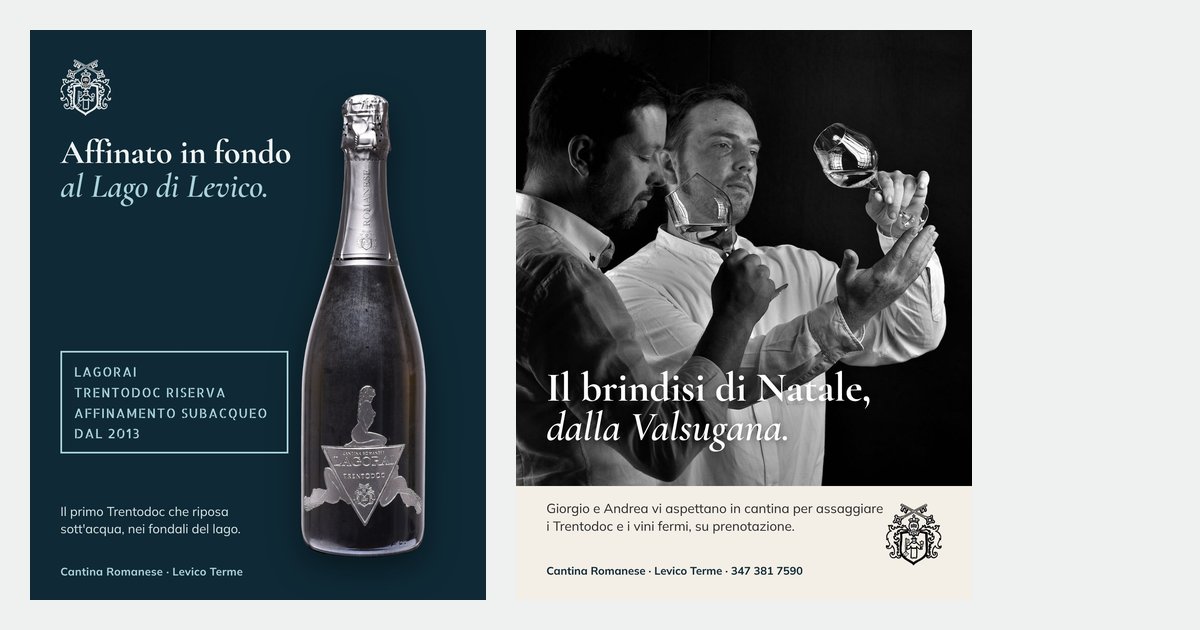 Affinato in fondo
al Lago di Levico.
LAGORAI
TRENTODOC RISERVA
AFFINAMENTO SUBACQUEO
DAL 2013
Il primo Trentodoc che riposa
sott'acqua, nei fondali del lago.
Cantina Romanese · Levico Terme
ROMANESE
CANTINA ROMANESE
LAGORAI
TRENTODOC
Il brindisi di Natale,
dalla Valsugana.
Giorgio e Andrea vi aspettano in cantina per assaggiare
i Trentodoc e i vini fermi, su prenotazione.
Cantina Romanese · Levico Terme · 347 381 7590